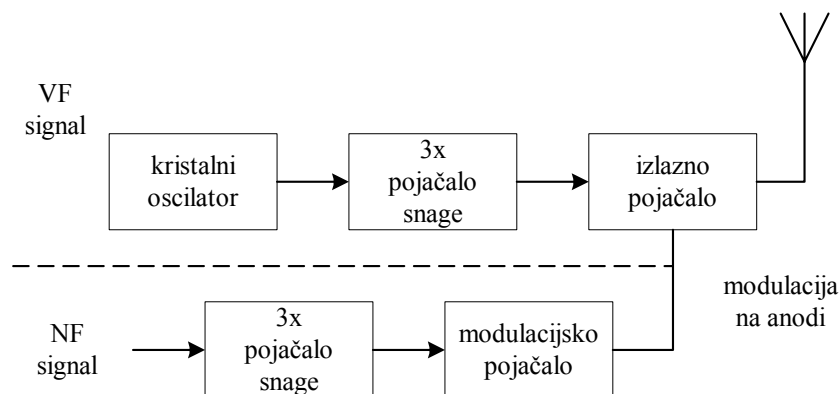 VF
signal
kristalni
oscilator
3x
pojačalo
snage
izlazno
pojačalo
modulacija
na anodi
NF
signal
3x
pojačalo
snage
modulacijsko
pojačalo